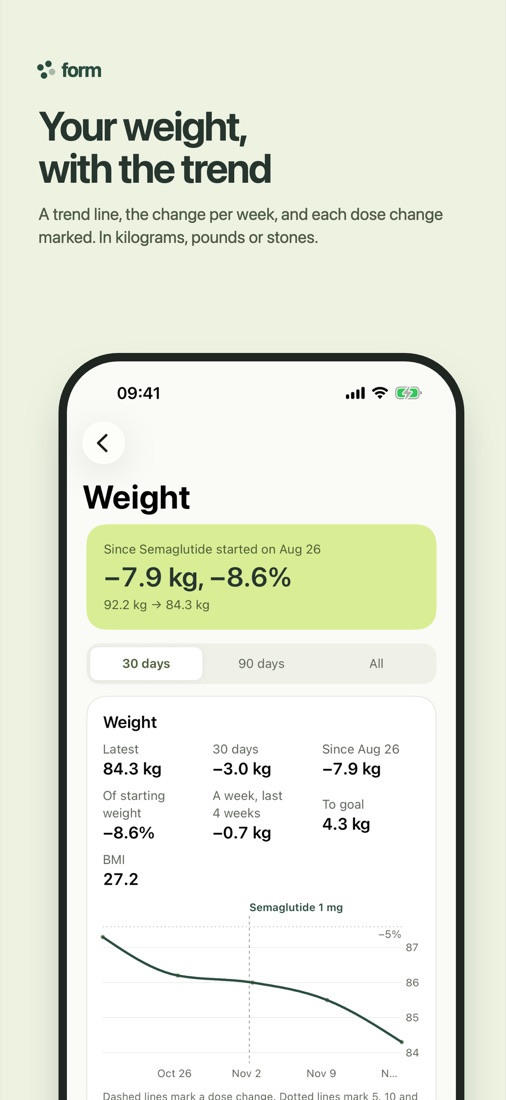 form
Your weight,
with the trend
A trend line, the change per week, and each dose change
marked. In kilograms, pounds or stones.
09:41
Weight
Since Semaglutide started on Aug 26
−7.9 kg, −8.6%
92.2 kg → 84.3 kg
30 days 90 days All
Weight
Latest 30 days Since Aug 26
84.3 kg −3.0 kg −7.9 kg
Of starting weight A week, last 4 weeks To goal
−8.6% −0.7 kg 4.3 kg
BMI
27.2
Semaglutide 1 mg
−5%
87
86
85
84
Oct 26 Nov 2 Nov 9 N...
Dashed lines mark a dose change. Dotted lines mark 5, 10 and